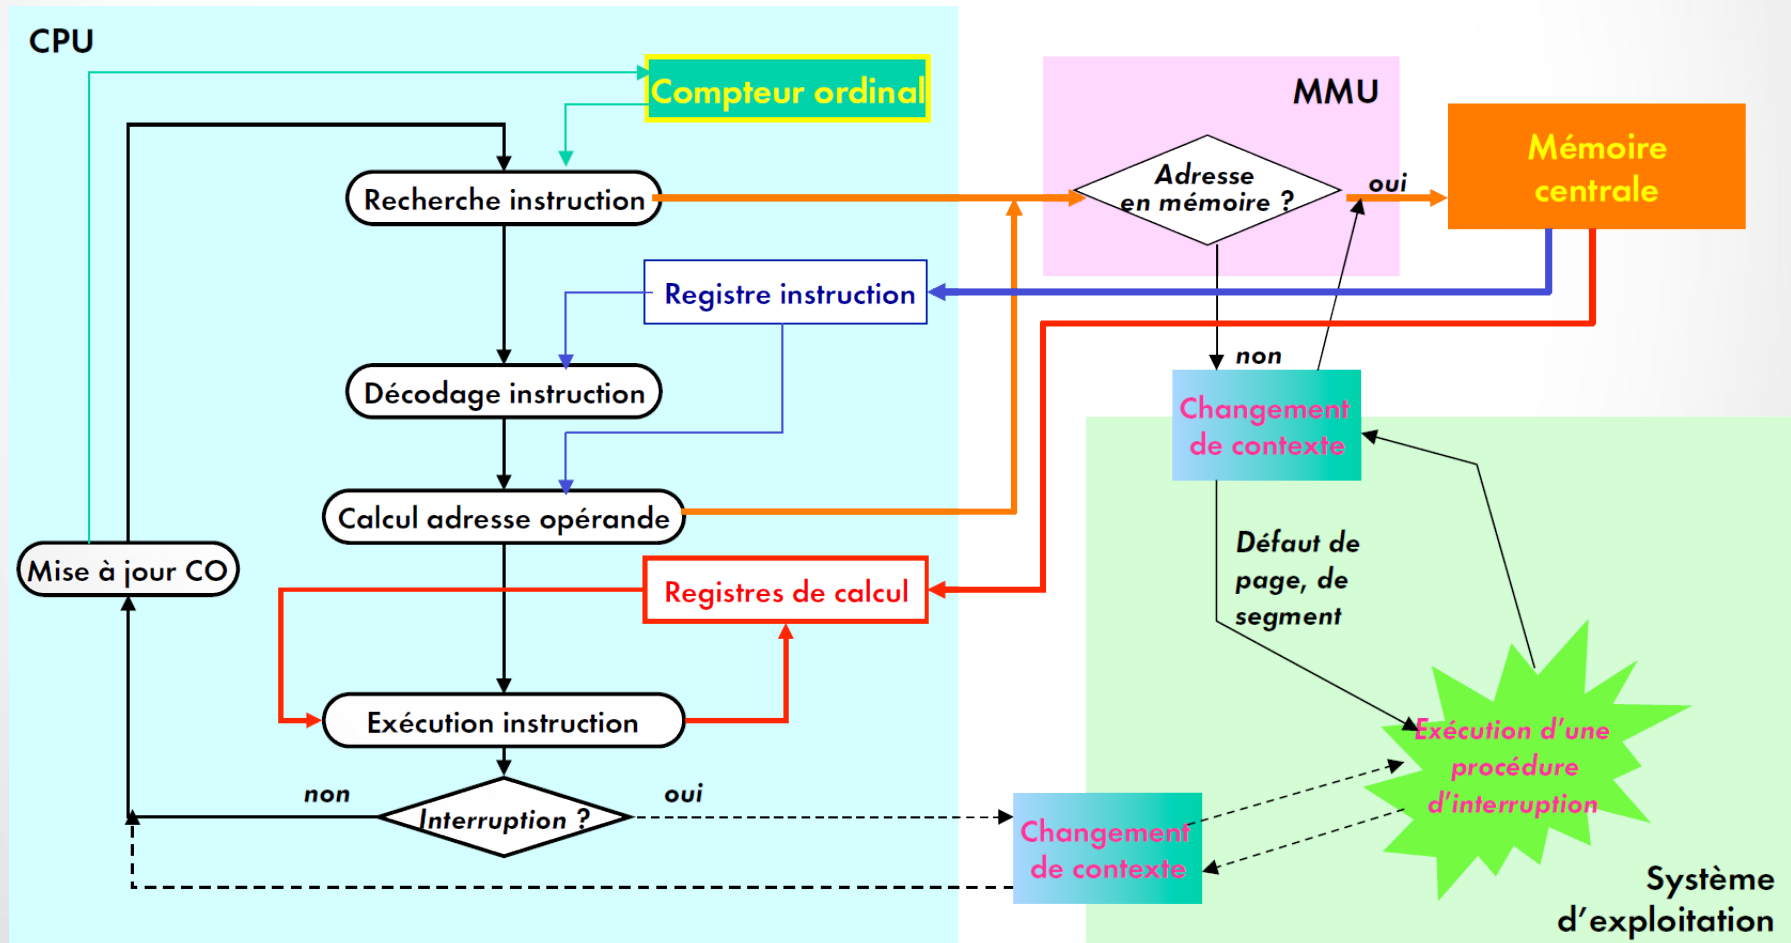 CPU
Compteur ordinal
MMU
Mémoire
centrale
Adresse
en mémoire ?
oui
Recherche instruction
Registre instruction
non
Décodage instruction
Changement
de contexte
Calcul adresse opérande
Défaut de
page, de
segment
Mise à jour CO
Registres de calcul
Exécution instruction
Exécution d'une
procédure
d'interruption
non
Interruption ?
oui
Changement
de contexte
Système
d'exploitation